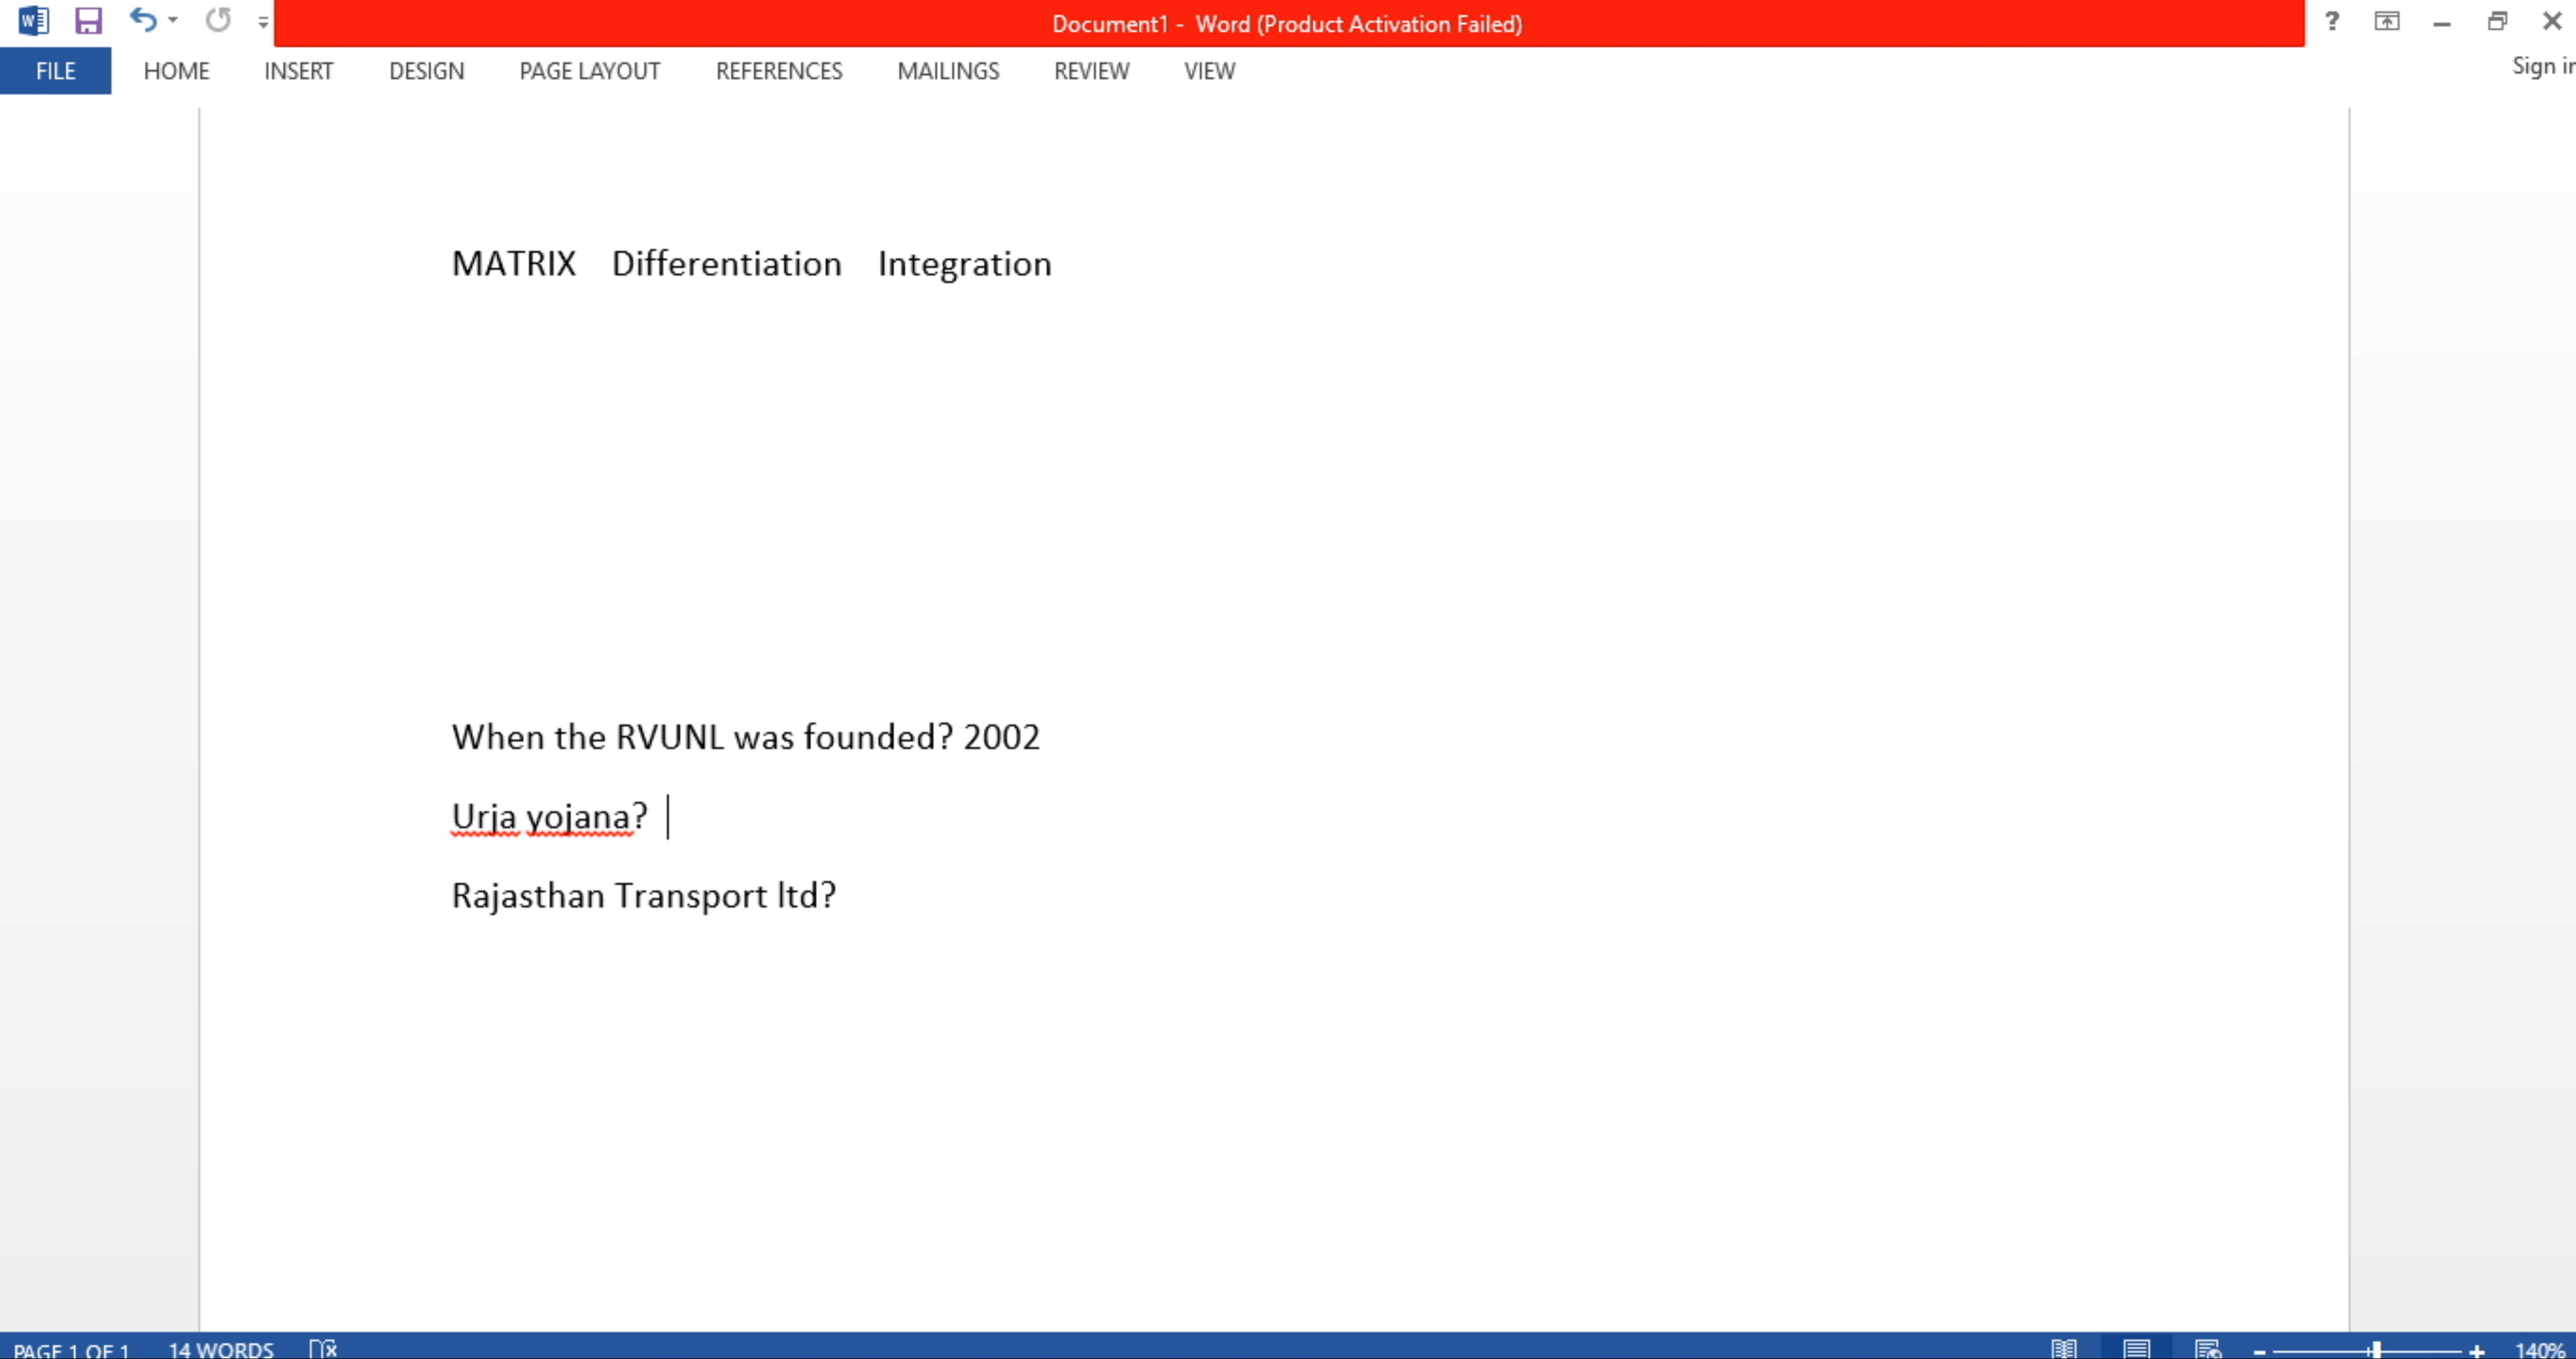 Document1 - Word (Product Activation Failed)
FILE HOME INSERT DESIGN PAGE LAYOUT REFERENCES MAILINGS REVIEW VIEW Sign in
MATRIX Differentiation Integration
When the RVUNL was founded? 2002
Urja yojana?
Rajasthan Transport ltd?
PAGE 1 OF 1 14 WORDS 140%